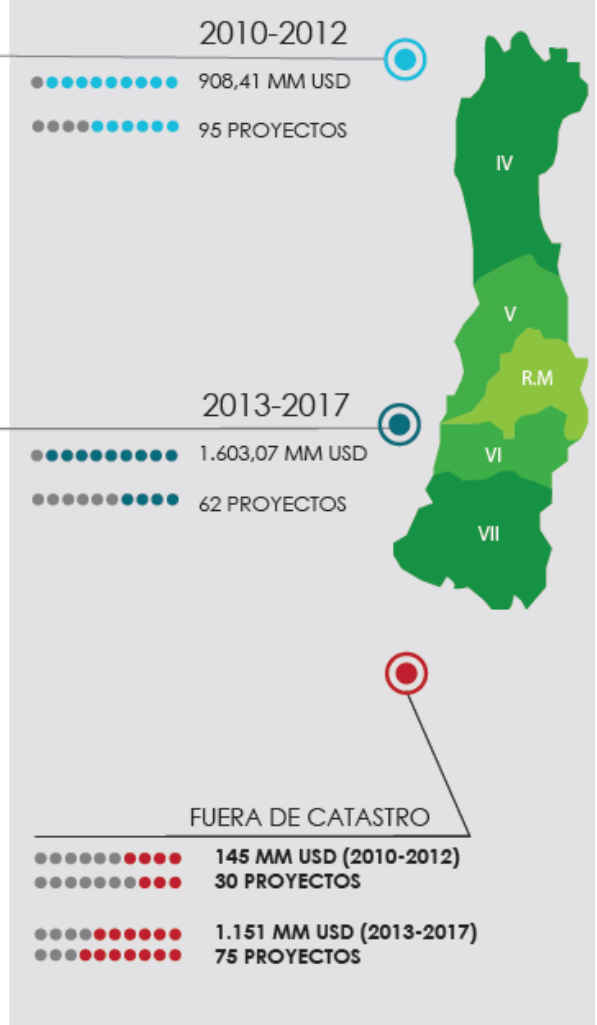 2010-2012
908,41 MM USD
95 PROYECTOS
IV
V
R.M
2013-2017
1.603,07 MM USD
62 PROYECTOS
VI
VII
FUERA DE CATASTRO
145 MM USD (2010-2012)
30 PROYECTOS
1.151 MM USD (2013-2017)
75 PROYECTOS